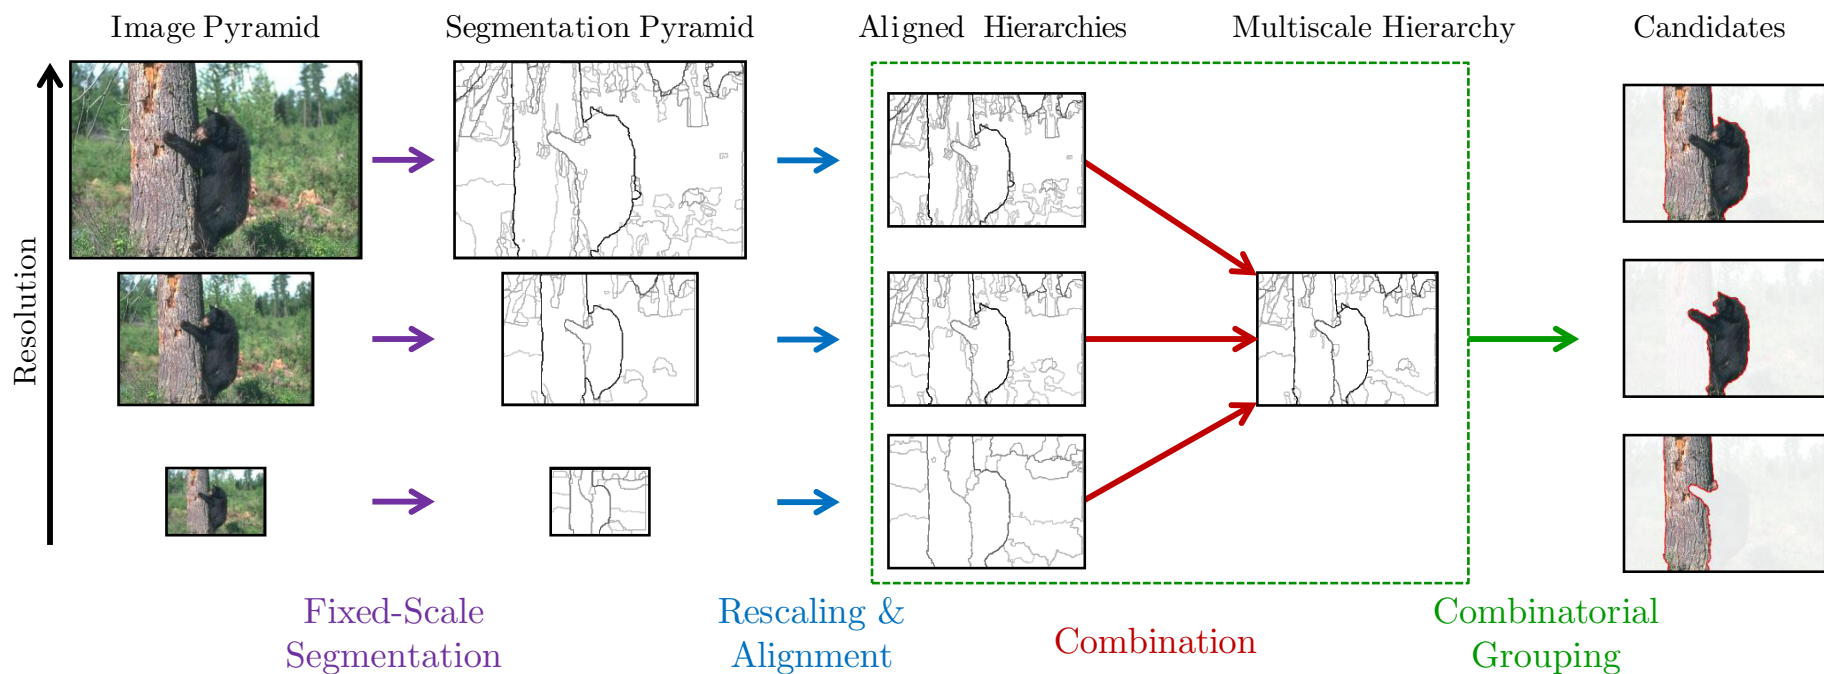 Image Pyramid
Segmentation Pyramid
Aligned Hierarchies
Multiscale Hierarchy
Candidates
Resolution
Fixed-Scale
Segmentation
Rescaling &
Alignment
Combination
Combinatorial
Grouping